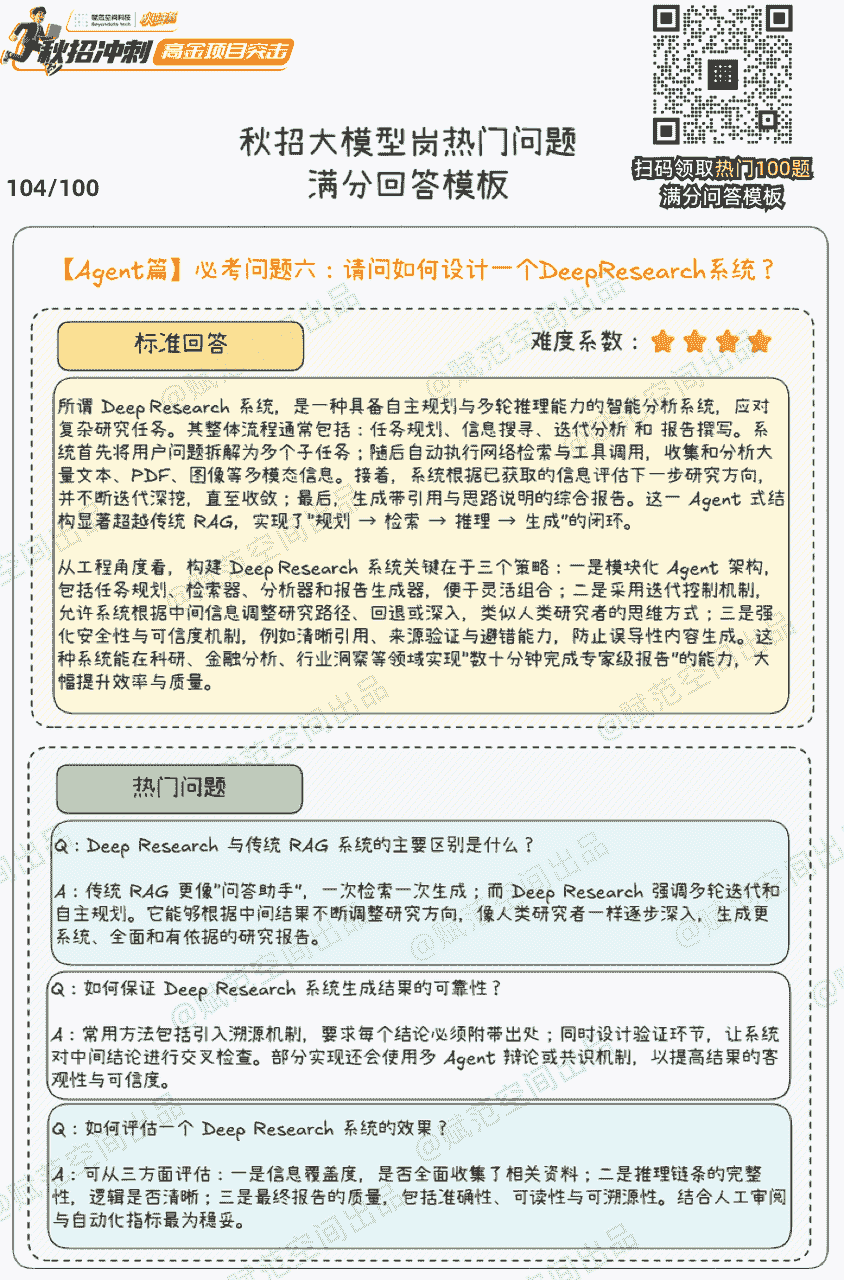 赋范空间科技
秋招冲刺
高金项目突击
秋招大模型岗热门问题
满分回答模板
104/100
扫码领取热门100题
满分问答模板
【Agent篇】必考问题六：请问如何设计一个DeepResearch系统？
标准回答
难度系数：
所谓 Deep Research 系统，是一种具备自主规划与多轮推理能力的智能分析系统，应对
复杂研究任务。其整体流程通常包括：任务规划、信息搜寻、迭代分析 和 报告撰写。系
统首先将用户问题拆解为多个子任务；随后自动执行网络检索与工具调用，收集和分析大
量文本、PDF、图像等多模态信息。接着，系统根据已获取的信息评估下一步研究方向，
并不断迭代深挖，直至收敛；最后，生成带引用与思路说明的综合报告。这一 Agent 式结
构显著超越传统 RAG，实现了"规划 → 检索 → 推理 → 生成"的闭环。
从工程角度看，构建 Deep Research 系统关键在于三个策略：一是模块化 Agent 架构，
包括任务规划、检索器、分析器和报告生成器，便于灵活组合；二是采用迭代控制机制，
允许系统根据中间信息调整研究路径、回退或深入，类似人类研究者的思维方式；三是强
化安全性与可信度机制，例如清晰引用、来源验证与避错能力，防止误导性内容生成。这
种系统能在科研、金融分析、行业洞察等领域实现"数十分钟完成专家级报告"的能力，大
幅提升效率与质量。
热门问题
Q：Deep Research 与传统 RAG 系统的主要区别是什么？
A：传统 RAG 更像"问答助手"，一次检索一次生成；而 Deep Research 强调多轮迭代和
自主规划。它能够根据中间结果不断调整研究方向，像人类研究者一样逐步深入，生成更
系统、全面和有依据的研究报告。
Q：如何保证 Deep Research 系统生成结果的可靠性？
A：常用方法包括引入溯源机制，要求每个结论必须附带出处；同时设计验证环节，让系统
对中间结论进行交叉检查。部分实现还会使用多 Agent 辩论或共识机制，以提高结果的客
观性与可信度。
Q：如何评估一个 Deep Research 系统的效果？
A：可从三方面评估：一是信息覆盖度，是否全面收集了相关资料；二是推理链条的完整
性，逻辑是否清晰；三是最终报告的质量，包括准确性、可读性与可溯源性。结合人工审阅
与自动化指标最为稳妥。
@赋范空间出品